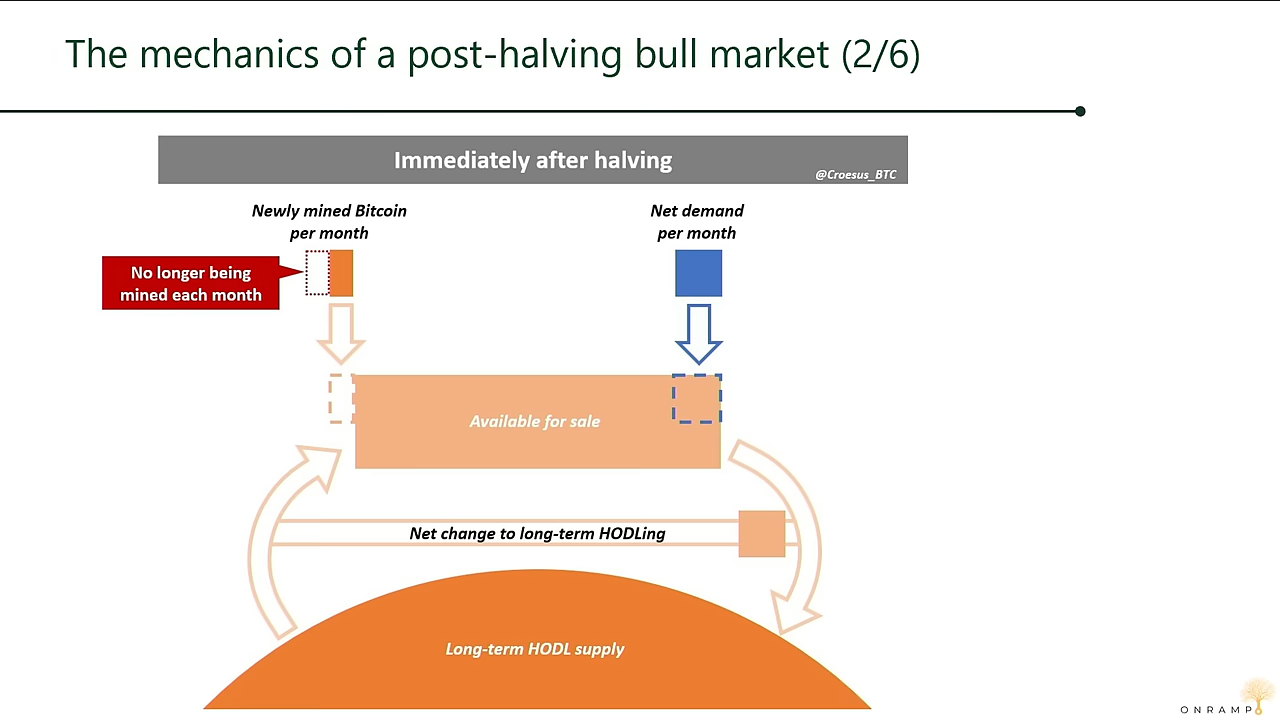 The mechanics of a post-halving bull market (2/6)
Immediately after halving
@Croesus_BTC
Newly mined Bitcoin
per month
Net demand
per month
No longer being
mined each month
Available for sale
Net change to long-term HODLing
Long-term HODL supply
ONRAMP